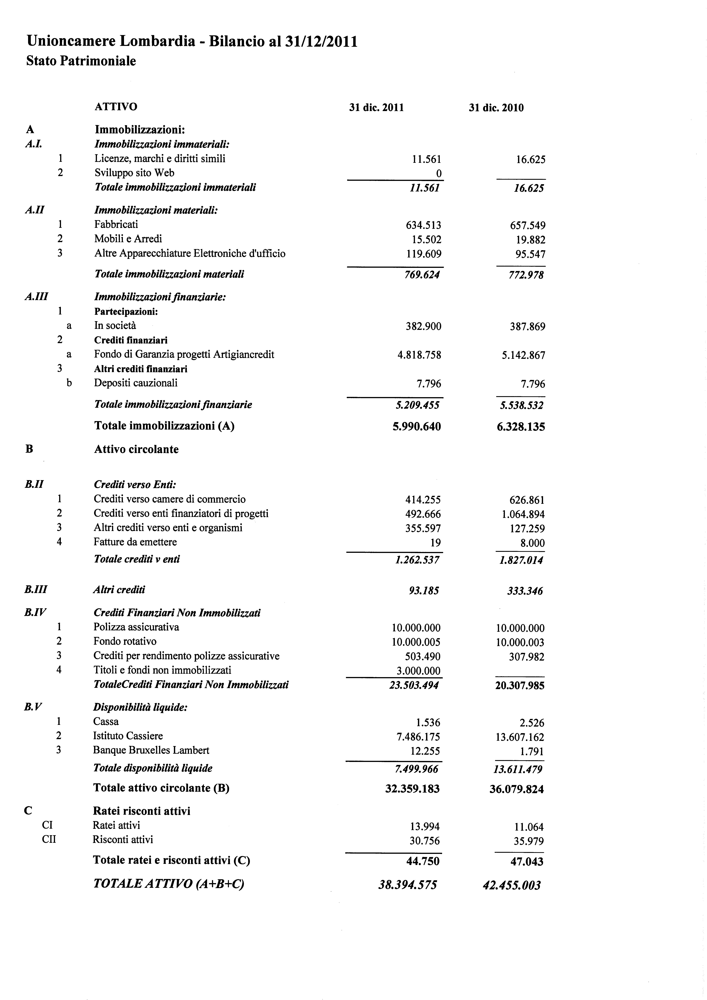 Unioncamere Lombardia - Bilancio al 31/12/2011
Stato Patrimoniale
ATTIVO 31 dic. 2011 31 dic. 2010
A Immobilizzazioni:
A.I. Immobilizzazioni immateriali:
1 Licenze, marchi e diritti simili 11.561 16.625
2 Sviluppo sito Web 0
Totale immobilizzazioni immateriali 11.561 16.625
A.II Immobilizzazioni materiali:
1 Fabbricati 634.513 657.549
2 Mobili e Arredi 15.502 19.882
3 Altre Apparecchiature Elettroniche d'ufficio 119.609 95.547
Totale immobilizzazioni materiali 769.624 772.978
A.III Immobilizzazioni finanziarie:
1 Partecipazioni:
a In società 382.900 387.869
2 Crediti finanziari
a Fondo di Garanzia progetti Artigiancredit 4.818.758 5.142.867
3 Altri crediti finanziari
b Depositi cauzionali 7.796 7.796
Totale immobilizzazioni finanziarie 5.209.455 5.538.532
Totale immobilizzazioni (A) 5.990.640 6.328.135
B Attivo circolante
B.II Crediti verso Enti:
1 Crediti verso camere di commercio 414.255 626.861
2 Crediti verso enti finanziatori di progetti 492.666 1.064.894
3 Altri crediti verso enti e organismi 355.597 127.259
4 Fatture da emettere 19 8.000
Totale crediti v enti 1.262.537 1.827.014
B.III Altri crediti 93.185 333.346
B.IV Crediti Finanziari Non Immobilizzati
1 Polizza assicurativa 10.000.000 10.000.000
2 Fondo rotativo 10.000.005 10.000.003
3 Crediti per rendimento polizze assicurative 503.490 307.982
4 Titoli e fondi non immobilizzati 3.000.000
TotaleCrediti Finanziari Non Immobilizzati 23.503.494 20.307.985
B.V Disponibilità liquide:
1 Cassa 1.536 2.526
2 Istituto Cassiere 7.486.175 13.607.162
3 Banque Bruxelles Lambert 12.255 1.791
Totale disponibilità liquide 7.499.966 13.611.479
Totale attivo circolante (B) 32.359.183 36.079.824
C Ratei risconti attivi
CI Ratei attivi 13.994 11.064
CII Risconti attivi 30.756 35.979
Totale ratei e risconti attivi (C) 44.750 47.043
TOTALE ATTIVO (A+B+C) 38.394.575 42.455.003